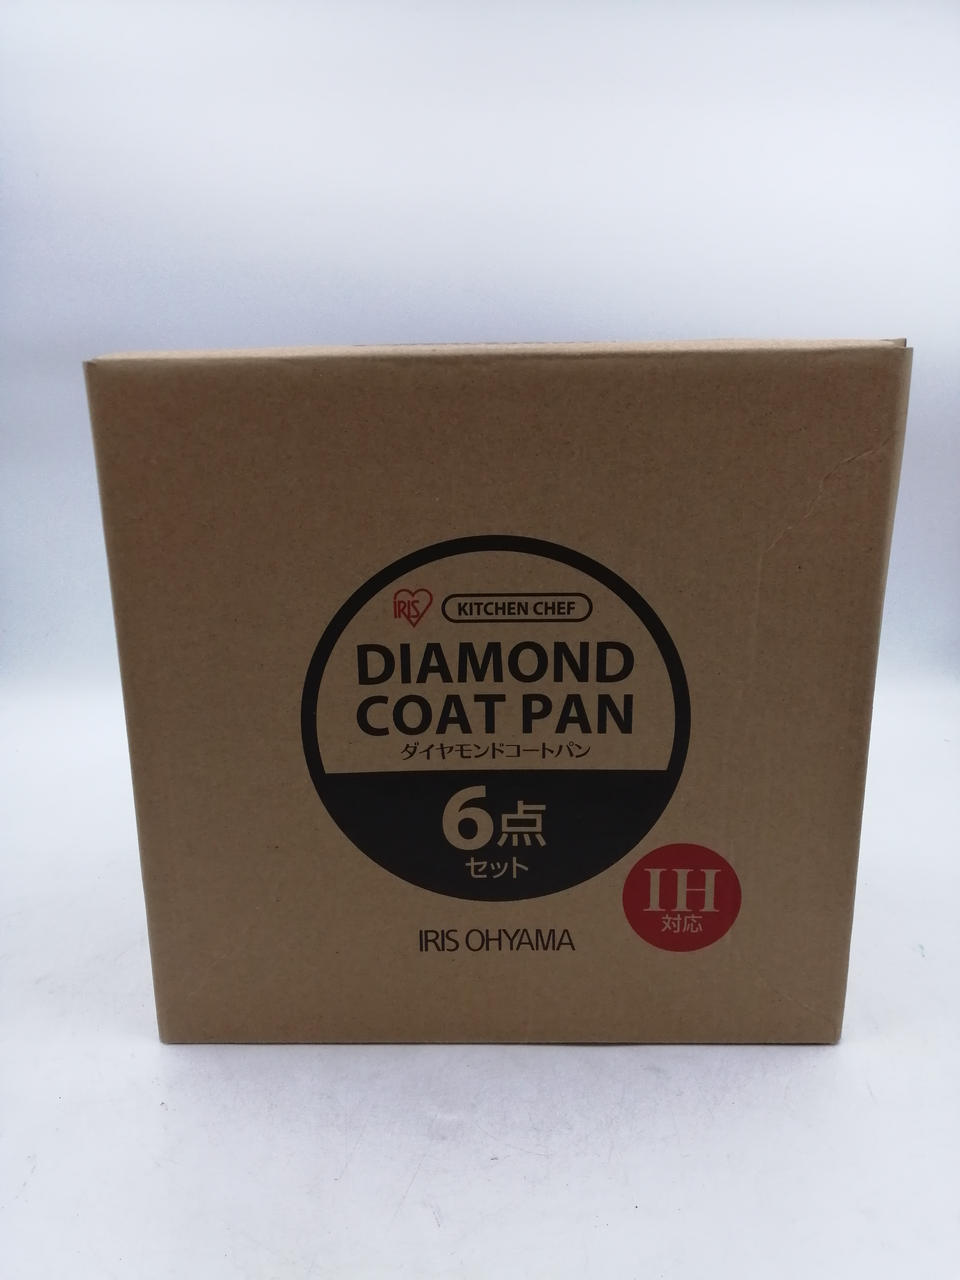 IRIS KITCHEN CHEF
DIAMOND
COAT PAN
ダイヤモンドコートパン
6点
セット
IH
対応
IRIS OHYAMA